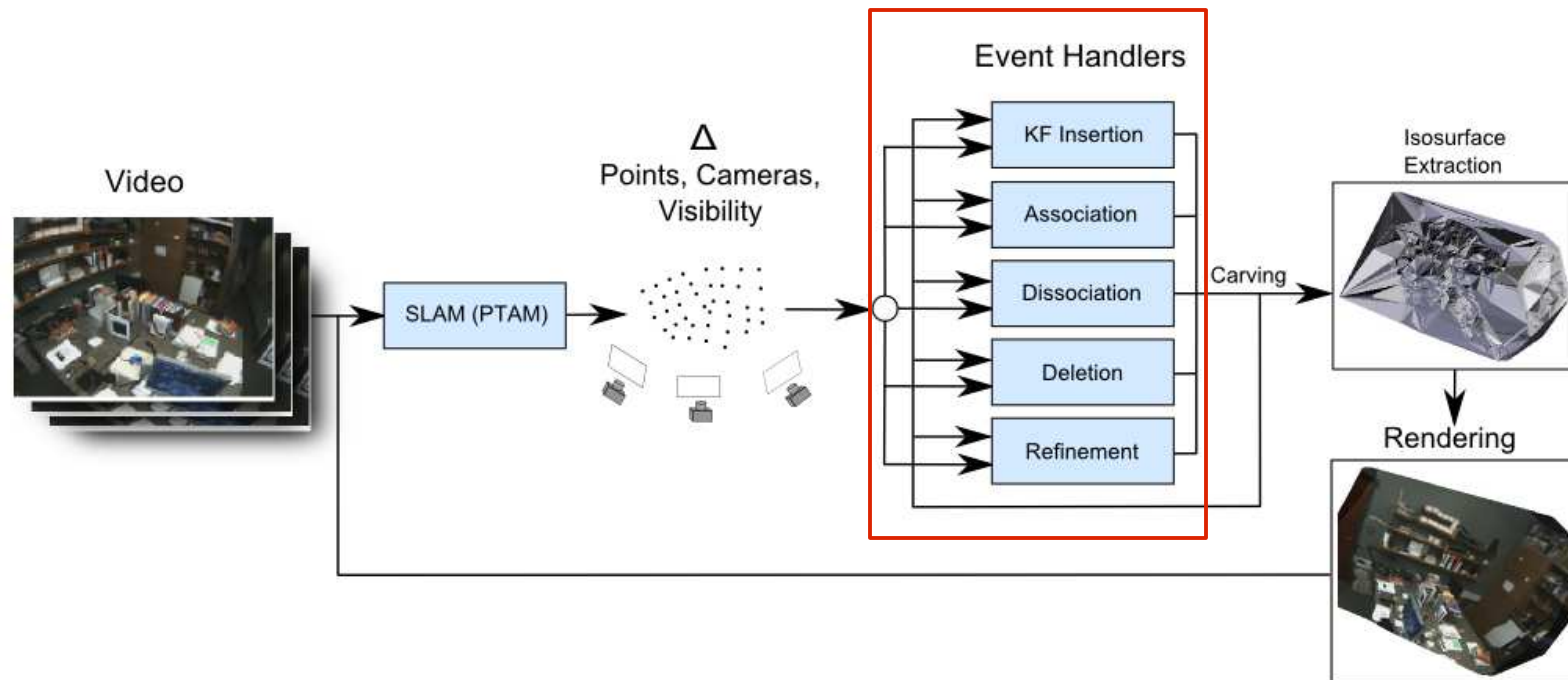 Video
SLAM (PTAM)
Δ
Points, Cameras,
Visibility
Event Handlers
KF Insertion
Association
Dissociation
Deletion
Refinement
Carving
Isosurface
Extraction
Rendering